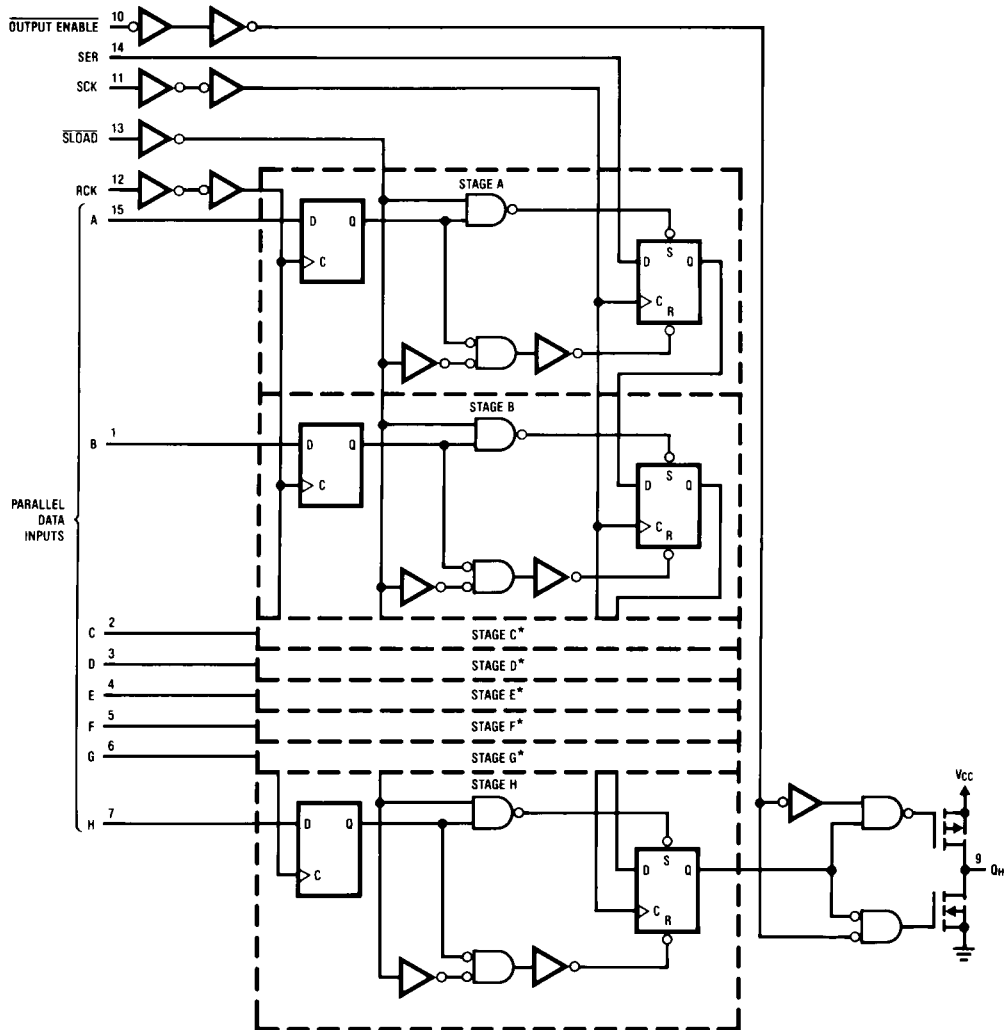 OUTPUT ENABLE 10
SER 14
SCK 11
SLOAD 13
RCK 12
A 15
STAGE A
D Q
C
S
D Q
C
R
STAGE B
B 1
D Q
C
S
D Q
C
R
PARALLEL
DATA
INPUTS
C 2
STAGE C*
D 3
STAGE D*
E 4
STAGE E*
F 5
STAGE F*
G 6
STAGE G*
STAGE H
H 7
D Q
C
S
D Q
C
R
VCC
9
QH